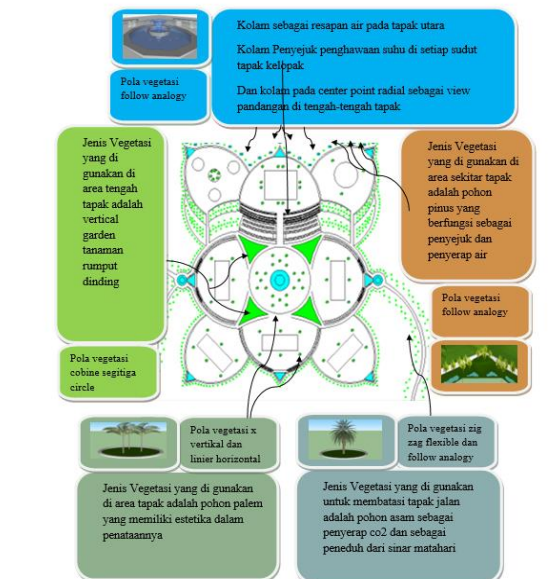 Kolam sebagai resapan air pada tapak utara
Kolam Penyejuk penghawaan suhu di setiap sudut
tapak kelopak
Dan kolam pada center point radial sebagai view
pandangan di tengah-tengah tapak
Pola vegetasi
follow analogy
Jenis Vegetasi
yang di
gunakan di
area tengah
tapak adalah
vertical
garden
tanaman
rumput
dinding
Jenis Vegetasi
yang di gunakan di
area sekitar tapak
adalah pohon
pinus yang
berfungsi sebagai
penyejuk dan
penyerap air
Pola vegetasi
follow analogy
Pola vegetasi
cobine segitiga
circle
Pola vegetasi x
vertikal dan
linier horizontal
Pola vegetasi zig
zag flexible dan
follow analogy
Jenis Vegetasi yang di gunakan
di area tapak adalah pohon palem
yang memiliki estetika dalam
penataannya
Jenis Vegetasi yang di gunakan
untuk membatasi tapak jalan
adalah pohon asam sebagai
penyerap co2 dan sebagai
peneduh dari sinar matahari